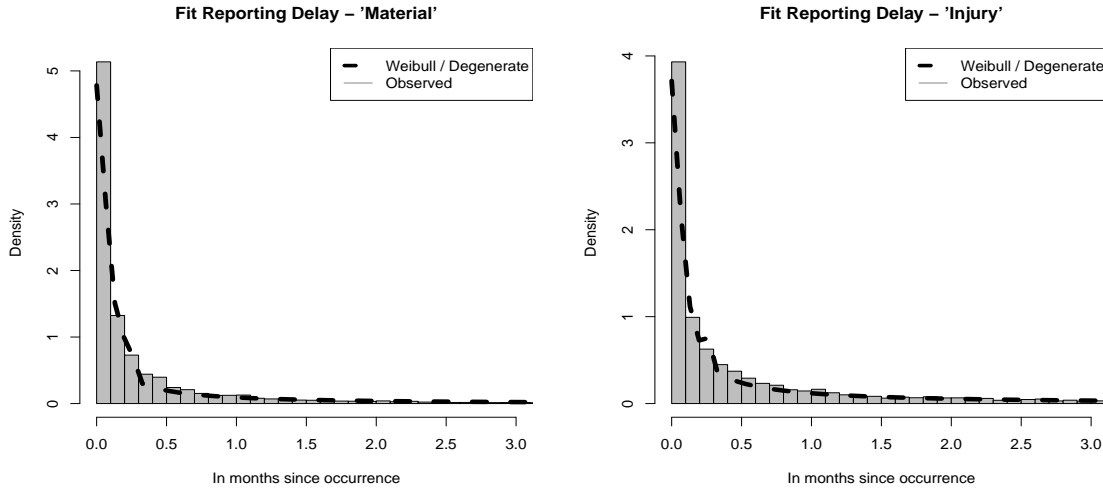 Fit Reporting Delay – 'Material'
Weibull / Degenerate
Observed
Density
0
1
2
3
4
5
0.0 0.5 1.0 1.5 2.0 2.5 3.0
In months since occurrence
Fit Reporting Delay – 'Injury'
Weibull / Degenerate
Observed
Density
0
1
2
3
4
0.0 0.5 1.0 1.5 2.0 2.5 3.0
In months since occurrence